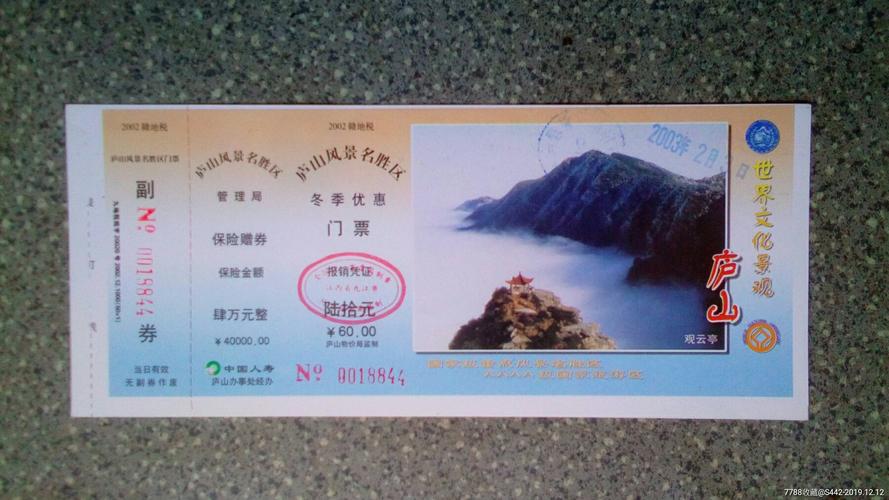 2002 赣地税
庐山风景名胜区门票
副
№ 0018844
券
当日有效
无副券作废
庐山风景名胜区
管理局
保险赠券
保险金额
肆万元整
￥40000.00
中国人寿
庐山办事处经办
2002 赣地税
庐山风景名胜区
冬季优惠
门票
报销凭证
陆拾元
￥60.00
庐山物价局监制
№ 0018844
2003年2月
世界文化景观
庐山
观云亭
国家级重点风景名胜区
AAAA级国家旅游区
7788收藏@S442-2019.12.12